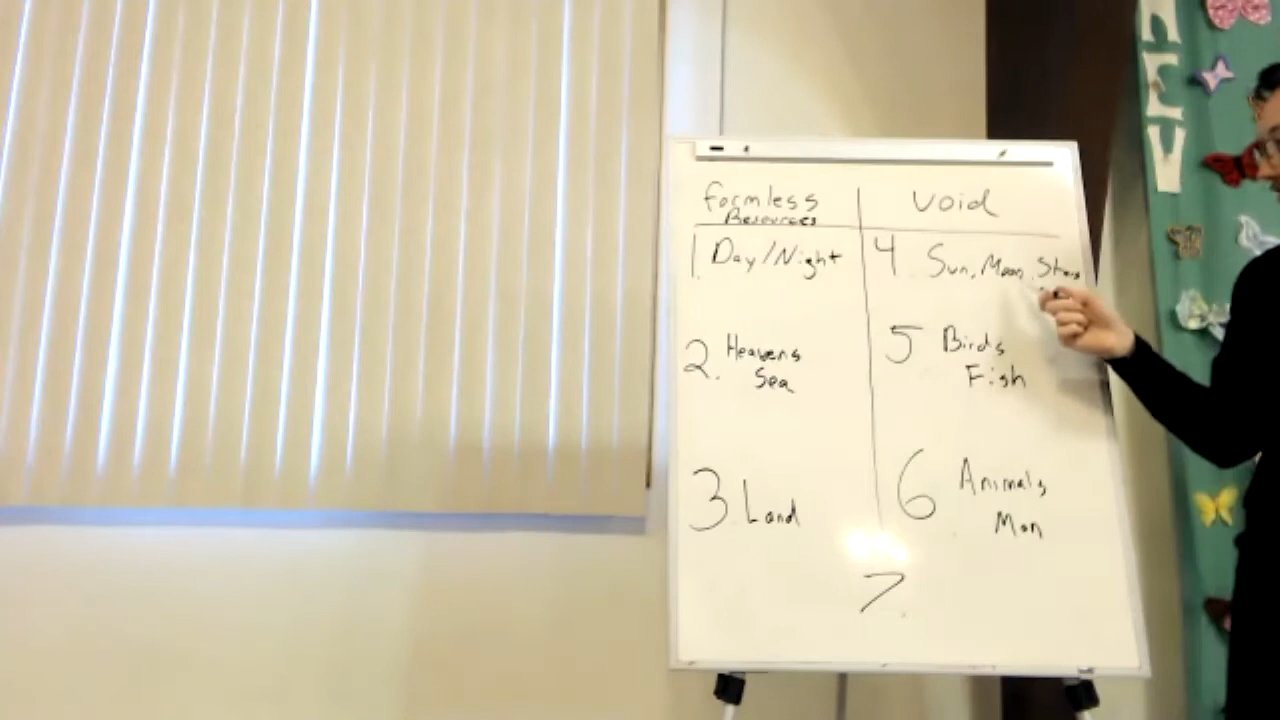 formless
Resources
void
1. Day/Night
4 Sun, Moon, Stars
2. Heavens
Sea
5 Birds
Fish
3. Land
6 Animals
Man
7.
NEV